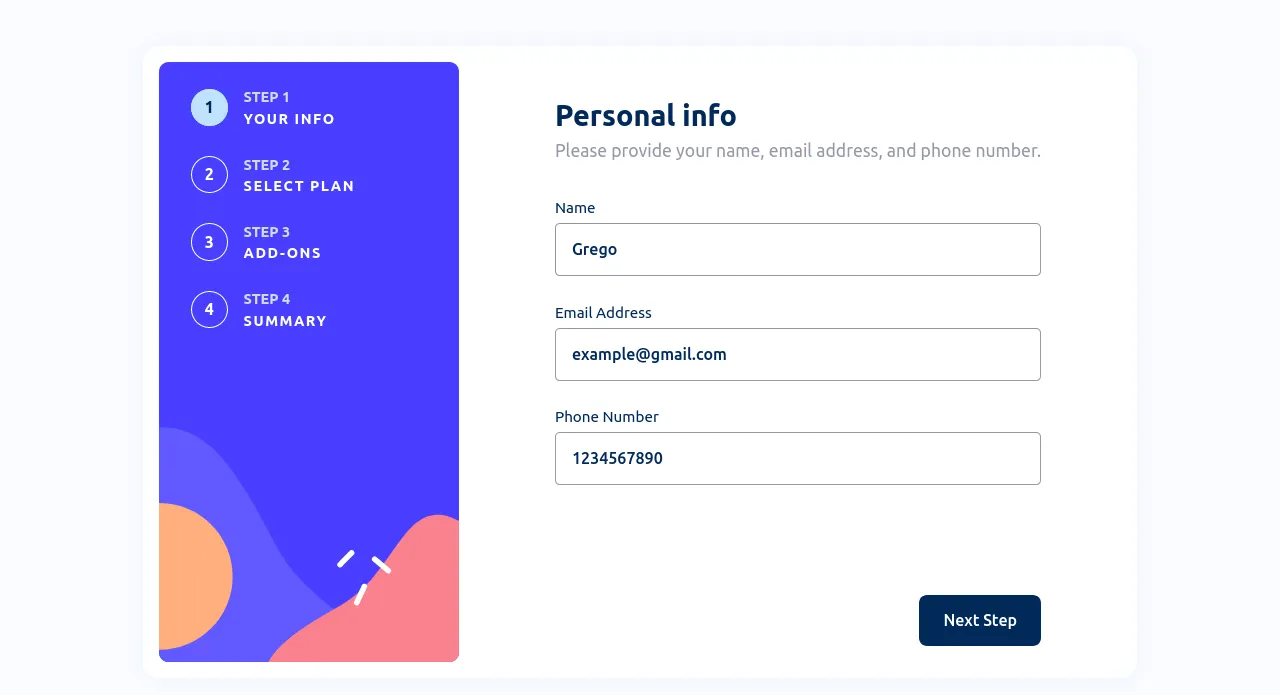 1
STEP 1
YOUR INFO
2
STEP 2
SELECT PLAN
3
STEP 3
ADD-ONS
4
STEP 4
SUMMARY
Personal info
Please provide your name, email address, and phone number.
Name
Grego
Email Address
example@gmail.com
Phone Number
1234567890
Next Step